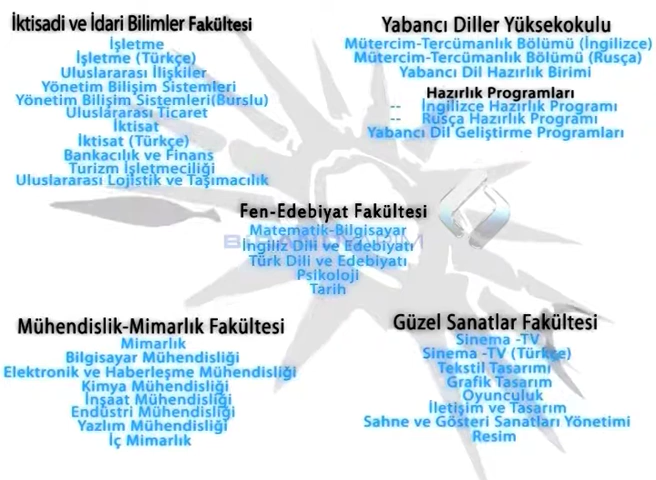 İktisadi ve İdari Bilimler Fakültesi
İşletme
İşletme (Türkçe)
Uluslararası İlişkiler
Yönetim Bilişim Sistemleri
Yönetim Bilişim Sistemleri(Burslu)
Uluslararası Ticaret
İktisat
İktisat (Türkçe)
Bankacılık ve Finans
Turizm İşletmeciliği
Uluslararası Lojistik ve Taşımacılık
Yabancı Diller Yüksekokulu
Mütercim-Tercümanlık Bölümü (İngilizce)
Mütercim-Tercümanlık Bölümü (Rusça)
Yabancı Dil Hazırlık Birimi
Hazırlık Programları
-- İngilizce Hazırlık Programı
-- Rusça Hazırlık Programı
Yabancı Dil Geliştirme Programları
Fen-Edebiyat Fakültesi
Matematik-Bilgisayar
İngiliz Dili ve Edebiyatı
Türk Dili ve Edebiyatı
Psikoloji
Tarih
Mühendislik-Mimarlık Fakültesi
Mimarlık
Bilgisayar Mühendisliği
Elektronik ve Haberleşme Mühendisliği
Kimya Mühendisliği
İnşaat Mühendisliği
Endüstri Mühendisliği
Yazlım Mühendisliği
İç Mimarlık
Güzel Sanatlar Fakültesi
Sinema -TV
Sinema -TV (Türkçe)
Tekstil Tasarımı
Grafik Tasarım
Oyunculuk
İletişim ve Tasarım
Sahne ve Gösteri Sanatları Yönetimi
Resim